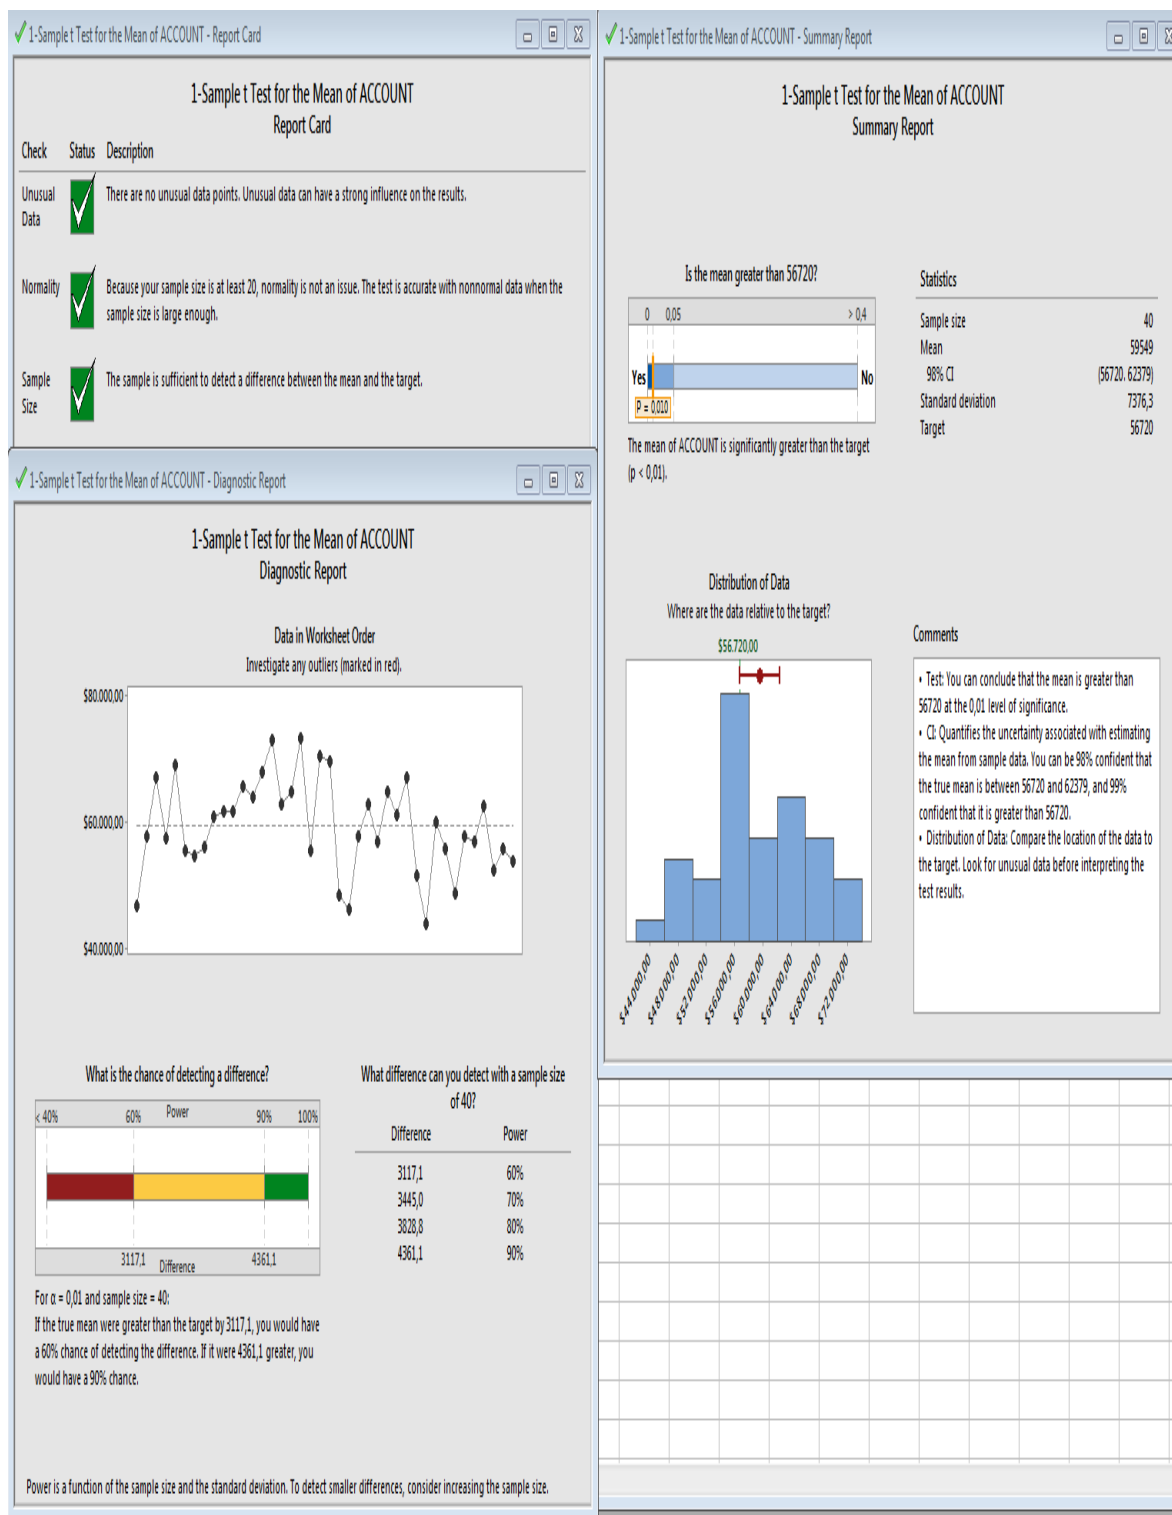 1-Sample t Test for the Mean of ACCOUNT - Report Card
1-Sample t Test for the Mean of ACCOUNT
Report Card
Check Status Description
Unusual Data
There are no unusual data points. Unusual data can have a strong influence on the results.
Normality
Because your sample size is at least 20, normality is not an issue. The test is accurate with nonnormal data when the
sample size is large enough.
Sample Size
The sample is sufficient to detect a difference between the mean and the target.
1-Sample t Test for the Mean of ACCOUNT - Diagnostic Report
1-Sample t Test for the Mean of ACCOUNT
Diagnostic Report
Data in Worksheet Order
Investigate any outliers (marked in red).
$80.000,00
$60.000,00
$40.000,00
What is the chance of detecting a difference?
< 40% 60% Power 90% 100%
3117,1 Difference 4361,1
For α = 0,01 and sample size = 40:
If the true mean were greater than the target by 3117,1, you would have
a 60% chance of detecting the difference. If it were 4361,1 greater, you
would have a 90% chance.
What difference can you detect with a sample size
of 40?
Difference Power
3117,1 60%
3445,0 70%
3828,8 80%
4361,1 90%
Power is a function of the sample size and the standard deviation. To detect smaller differences, consider increasing the sample size.
1-Sample t Test for the Mean of ACCOUNT - Summary Report
1-Sample t Test for the Mean of ACCOUNT
Summary Report
Is the mean greater than 56720?
0 0,05 > 0,4
Yes No
P = 0,010
The mean of ACCOUNT is significantly greater than the target
(p < 0,01).
Statistics
Sample size 40
Mean 59549
98% CI (56720. 62379)
Standard deviation 7376,3
Target 56720
Distribution of Data
Where are the data relative to the target?
$56.720,00
$44.000,00 $48.000,00 $52.000,00 $56.000,00 $60.000,00 $64.000,00 $68.000,00 $72.000,00
Comments
• Test: You can conclude that the mean is greater than
56720 at the 0,01 level of significance.
• CI: Quantifies the uncertainty associated with estimating
the mean from sample data. You can be 98% confident that
the true mean is between 56720 and 62379, and 99%
confident that it is greater than 56720.
• Distribution of Data: Compare the location of the data to
the target. Look for unusual data before interpreting the
test results.